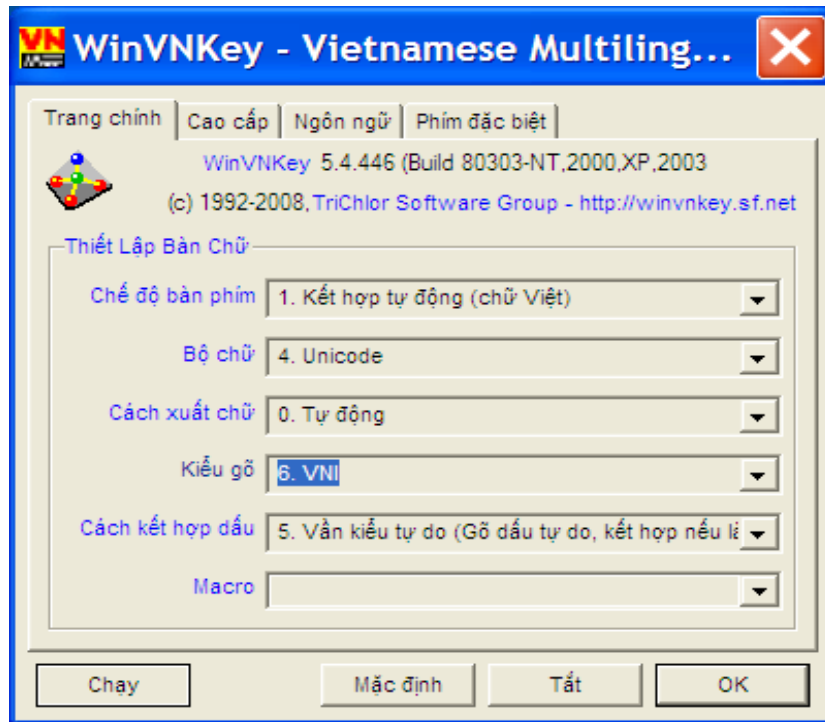 WinVNKey - Vietnamese Multiling...
Trang chính Cao cấp Ngôn ngữ Phím đặc biệt
WinVNKey 5.4.446 (Build 80303-NT,2000,XP,2003
(c) 1992-2008, TriChlor Software Group - http://winvnkey.sf.net
Thiết Lập Bàn Chữ
Chế độ bàn phím 1. Kết hợp tự động (chữ Việt)
Bộ chữ 4. Unicode
Cách xuất chữ 0. Tự động
Kiểu gõ 6. VNI
Cách kết hợp dấu 5. Vần kiểu tự do (Gõ dấu tự do, kết hợp nếu
Macro
Chạy Mặc định Tắt OK